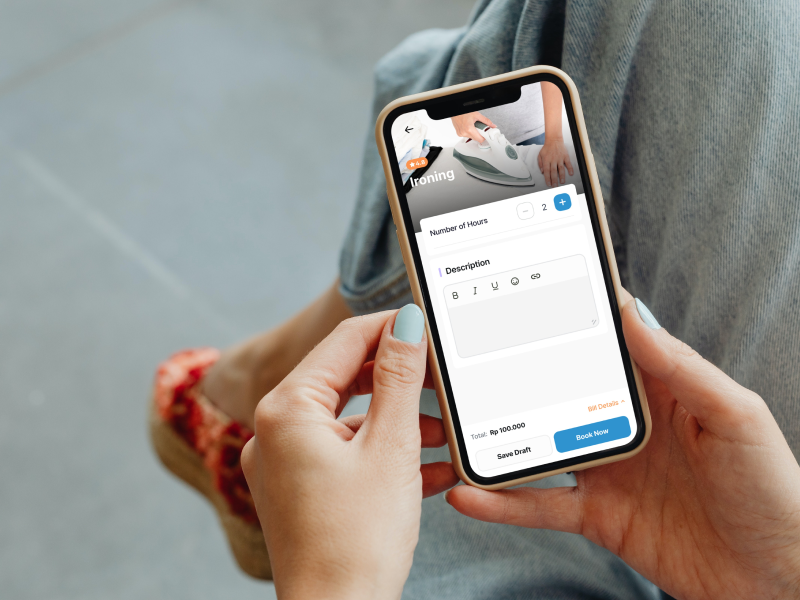 ★ 4.8
Ironing
Number of Hours
− 2 +
Description
B I U
Bill Details
Total: Rp 100.000
Save Draft
Book Now